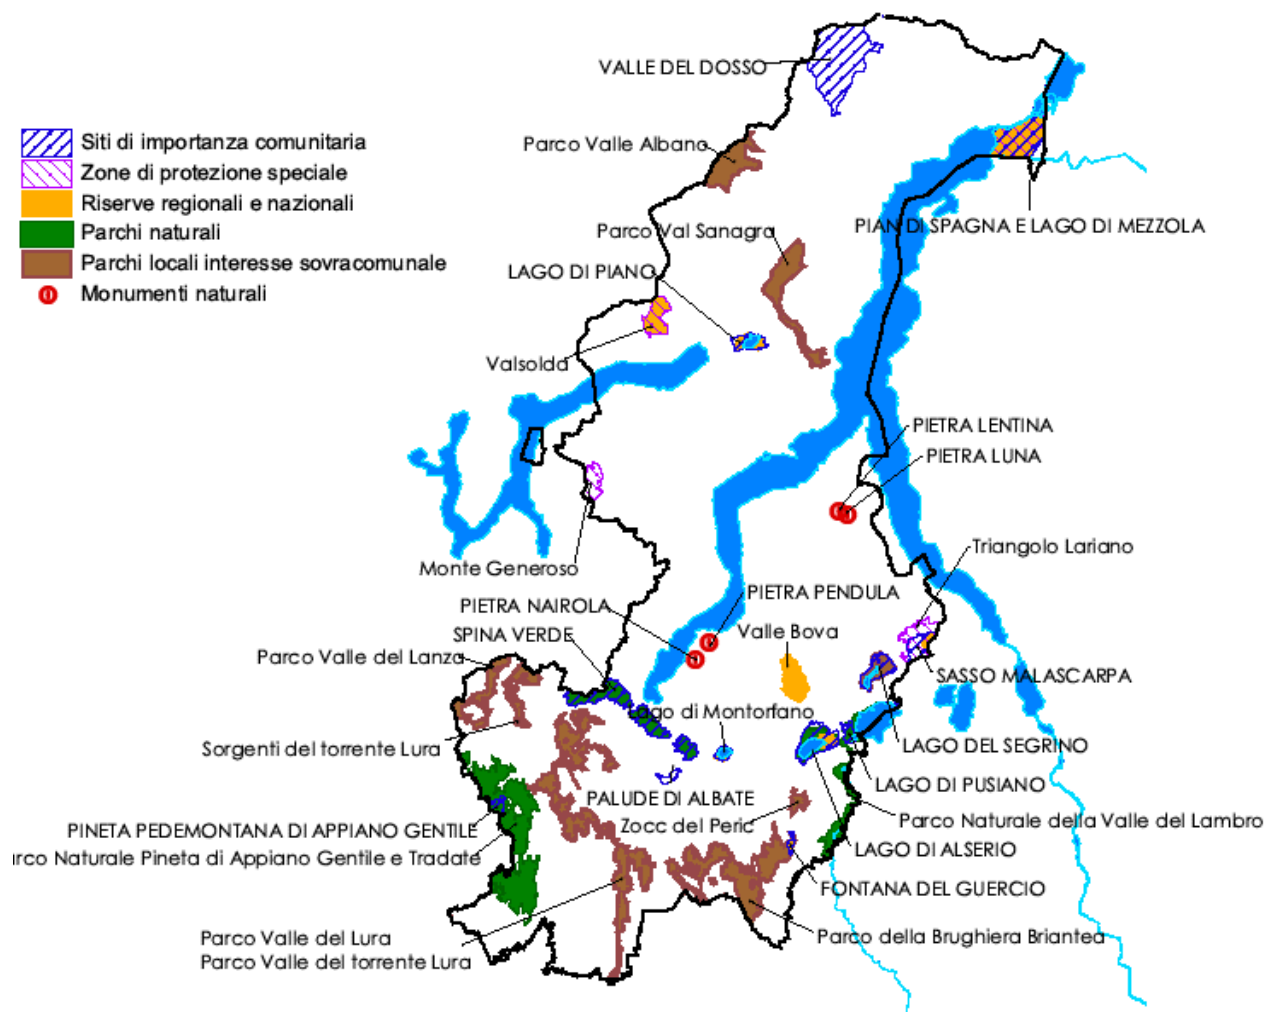 VALLE DEL DOSSO
Siti di importanza comunitaria
Zone di protezione speciale
Riserve regionali e nazionali
Parchi naturali
Parchi locali interesse sovracomunale
Monumenti naturali
Parco Valle Albano
PIAN DI SPAGNA E LAGO DI MEZZOLA
Parco Val Sanagra
LAGO DI PIANO
Valsolda
PIETRA LENTINA
PIETRA LUNA
Triangolo Lariano
Monte Generoso
PIETRA PENDULA
PIETRA NAIROLA
Valle Bova
SPINA VERDE
Parco Valle del Lanza
SASSO MALASCARPA
Lago di Montorfano
Sorgenti del torrente Lura
LAGO DEL SEGRINO
LAGO DI PUSIANO
PALUDE DI ALBATE
Zocc del Peric
Parco Naturale della Valle del Lambro
PINETA PEDEMONTANA DI APPIANO GENTILE
LAGO DI ALSERIO
rco Naturale Pineta di Appiano Gentile e Tradate
FONTANA DEL GUERCIO
Parco Valle del Lura
Parco della Brughiera Briantea
Parco Valle del torrente Lura